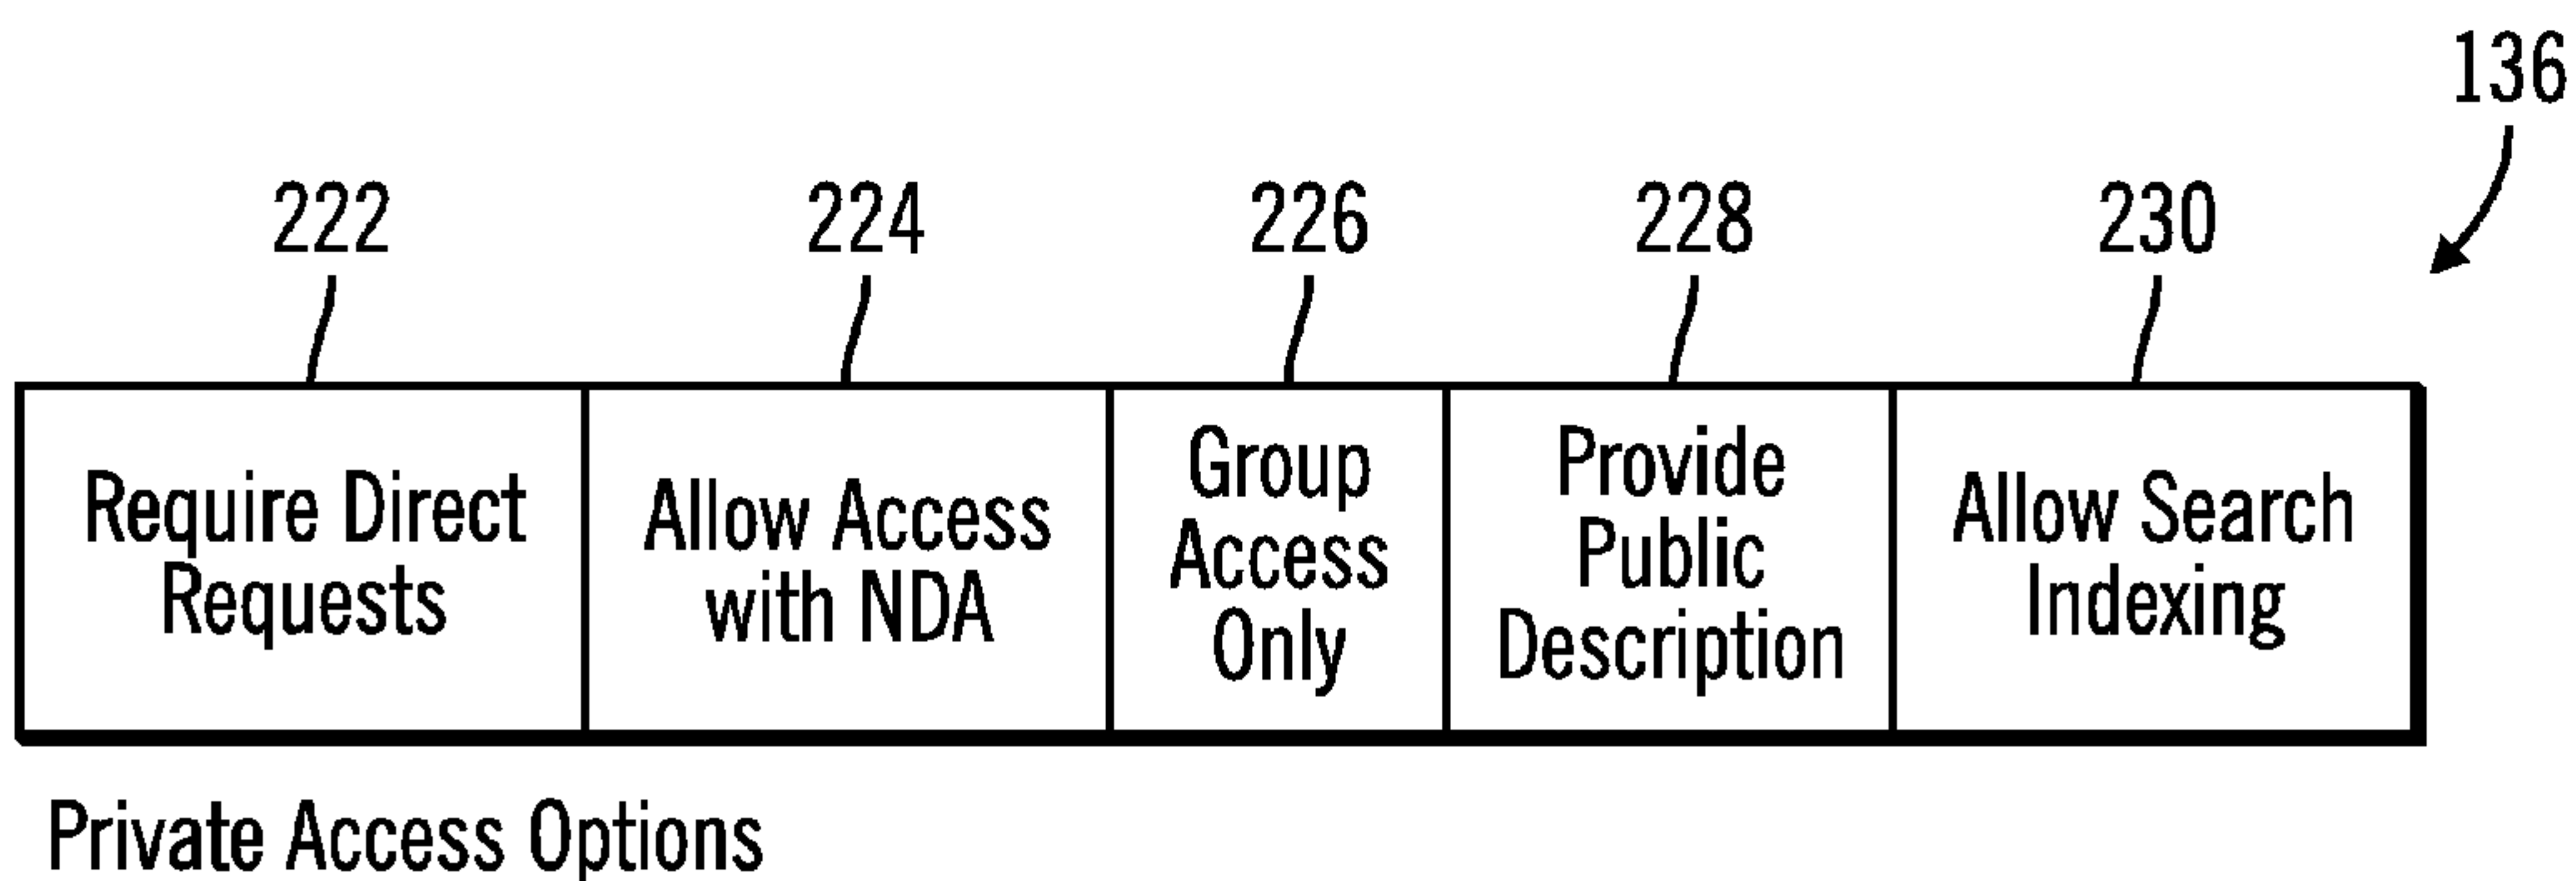 136
222 224 226 228 230
Require Direct
Requests
Allow Access
with NDA
Group
Access
Only
Provide
Public
Description
Allow Search
Indexing
Private Access Options